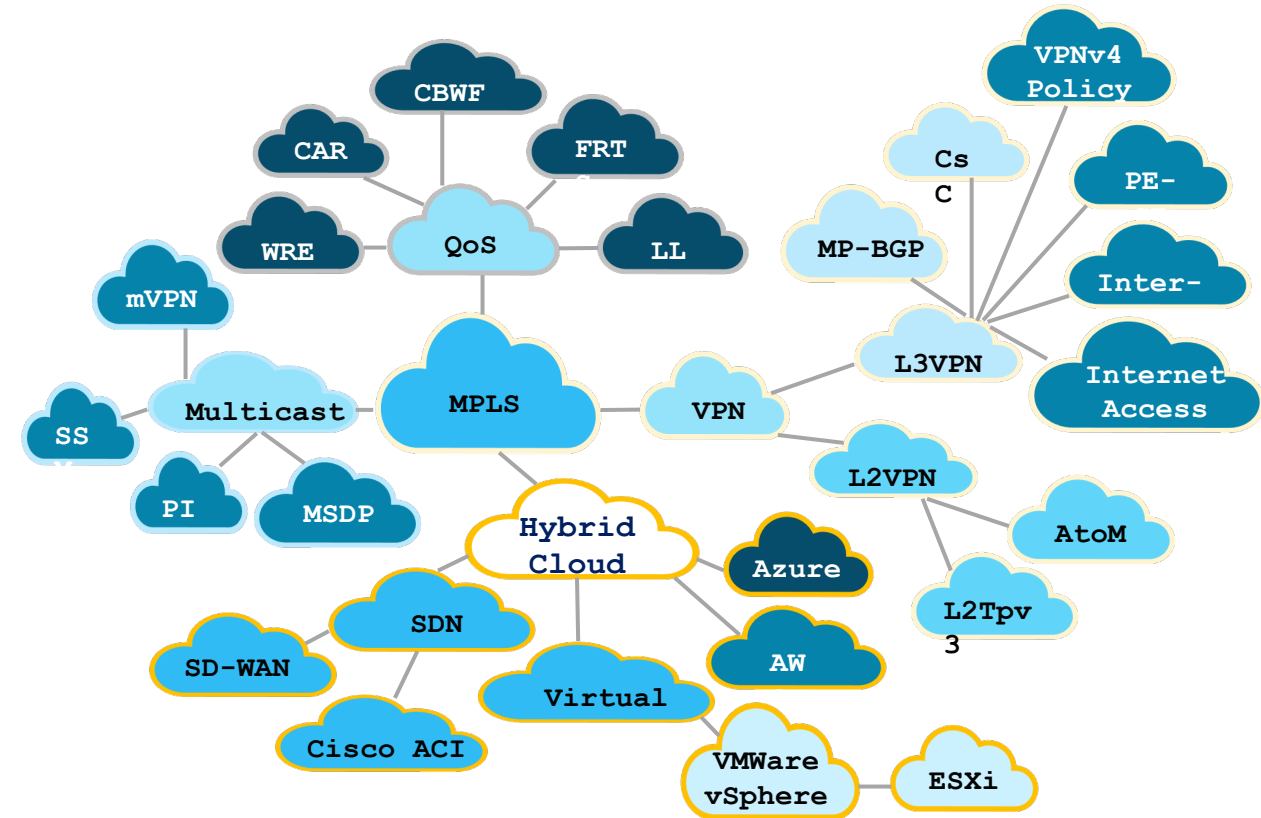 VPNv4
Policy
CBWF
CAR
FRT
Cs
C
PE-
WRE
QoS
LL
MP-BGP
Inter-
mVPN
L3VPN
Internet
Access
Multicast
MPLS
VPN
SS
L2VPN
PI
MSDP
Hybrid
Cloud
AtoM
Azure
SDN
L2Tpv
3
SD-WAN
AW
Virtual
Cisco ACI
VMWare
vSphere
ESXi